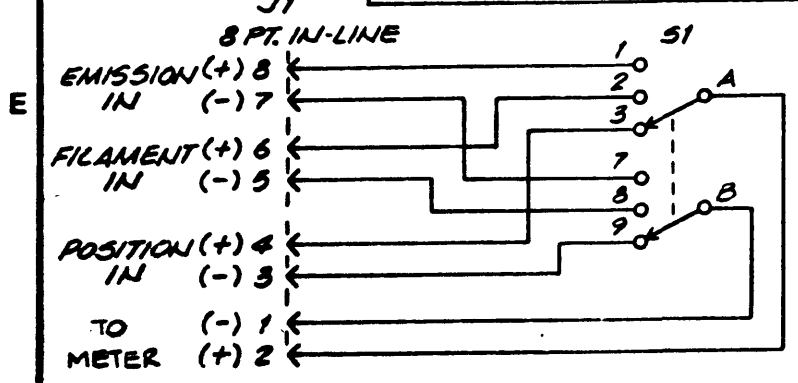 J1
8 PT. IN-LINE
S1
EMISSION (+) 8
IN (-) 7
FILAMENT (+) 6
IN (-) 5
POSITION (+) 4
IN (-) 3
TO (-) 1
METER (+) 2
1
2
3
A
7
8
9
B
E